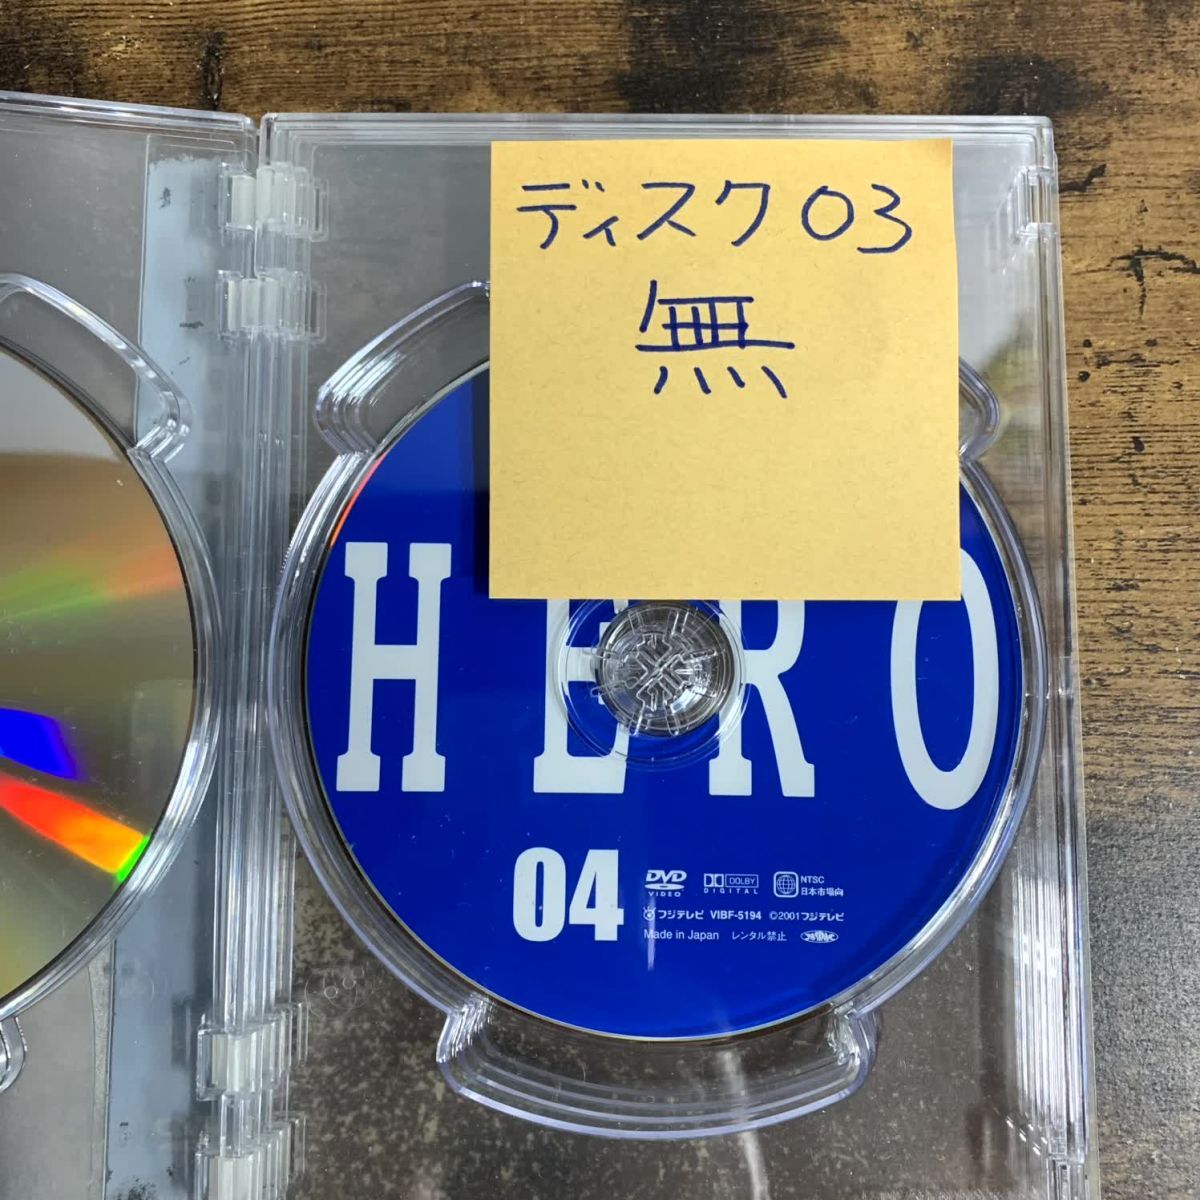 ディスク03
無
HERO
04
DVD
VIDEO
DOLBY
DIGITAL
NTSC
日本市場向
フジテレビ VIBF-5194 ©2001フジテレビ
Made in Japan レンタル禁止